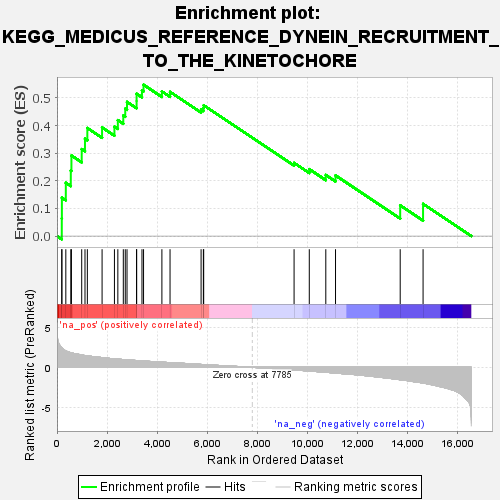 Enrichment plot:
KEGG_MEDICUS_REFERENCE_DYNEIN_RECRUITMENT_
TO_THE_KINETOCHORE
Enrichment score (ES)
0.5
0.4
0.3
0.2
0.1
0.0
'na_pos' (positively correlated)
Ranked list metric (PreRanked)
5
0
-5
Zero cross at 7785
'na_neg' (negatively correlated)
0 2,000 4,000 6,000 8,000 10,000 12,000 14,000 16,000
Rank in Ordered Dataset
Enrichment profile Hits Ranking metric scores